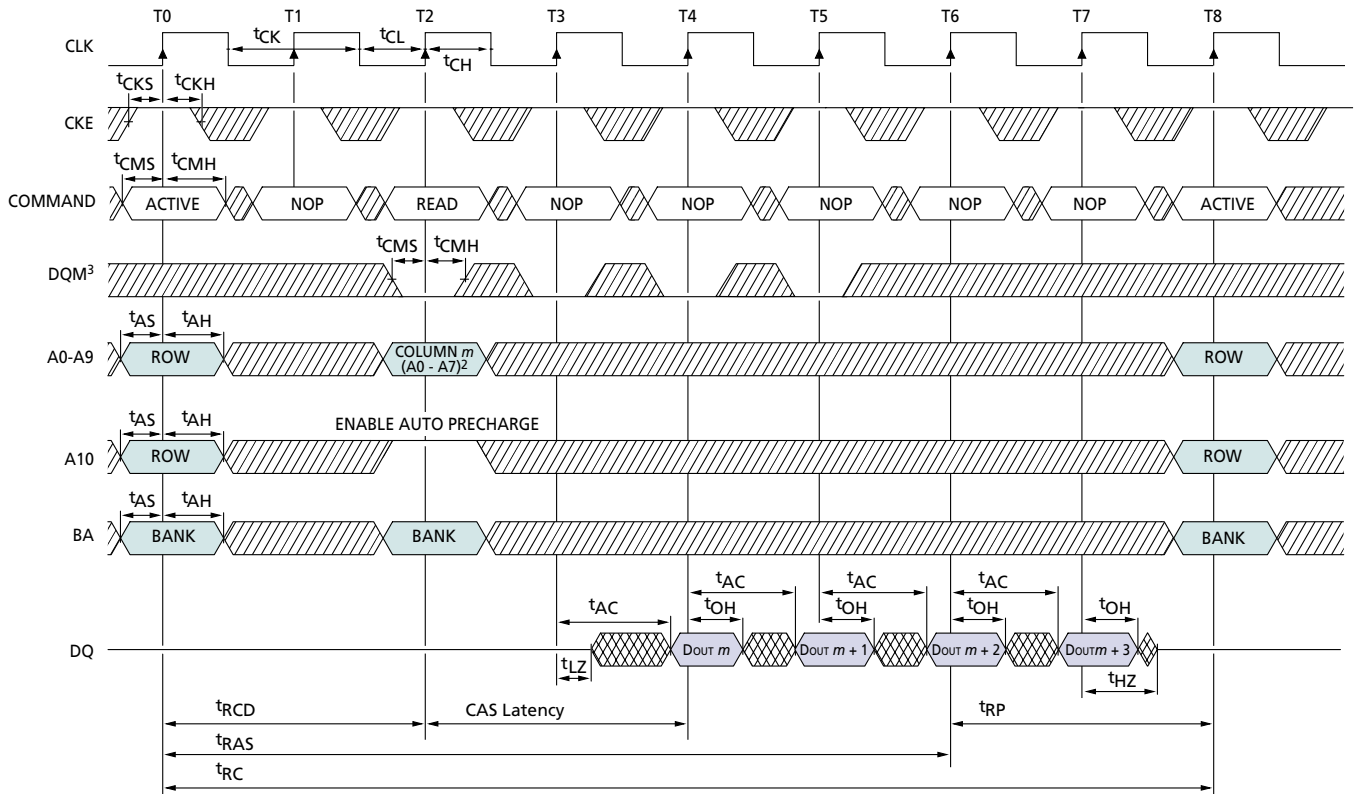 T0 T1 T2 T3 T4 T5 T6 T7 T8
CLK
tCK tCL
tCH
tCKS tCKH
CKE
tCMS tCMH
COMMAND ACTIVE NOP READ NOP NOP NOP NOP NOP ACTIVE
tCMS tCMH
DQM3
tAS tAH
A0-A9 ROW COLUMN m (A0 - A7)2 ROW
tAS tAH ENABLE AUTO PRECHARGE
A10 ROW ROW
tAS tAH
BA BANK BANK BANK
tAC tAC tAC
tAC tOH tOH tOH tOH
DQ DOUT m DOUT m + 1 DOUT m + 2 DOUTm + 3
tLZ tHZ
tRCD CAS Latency tRP
tRAS
tRC